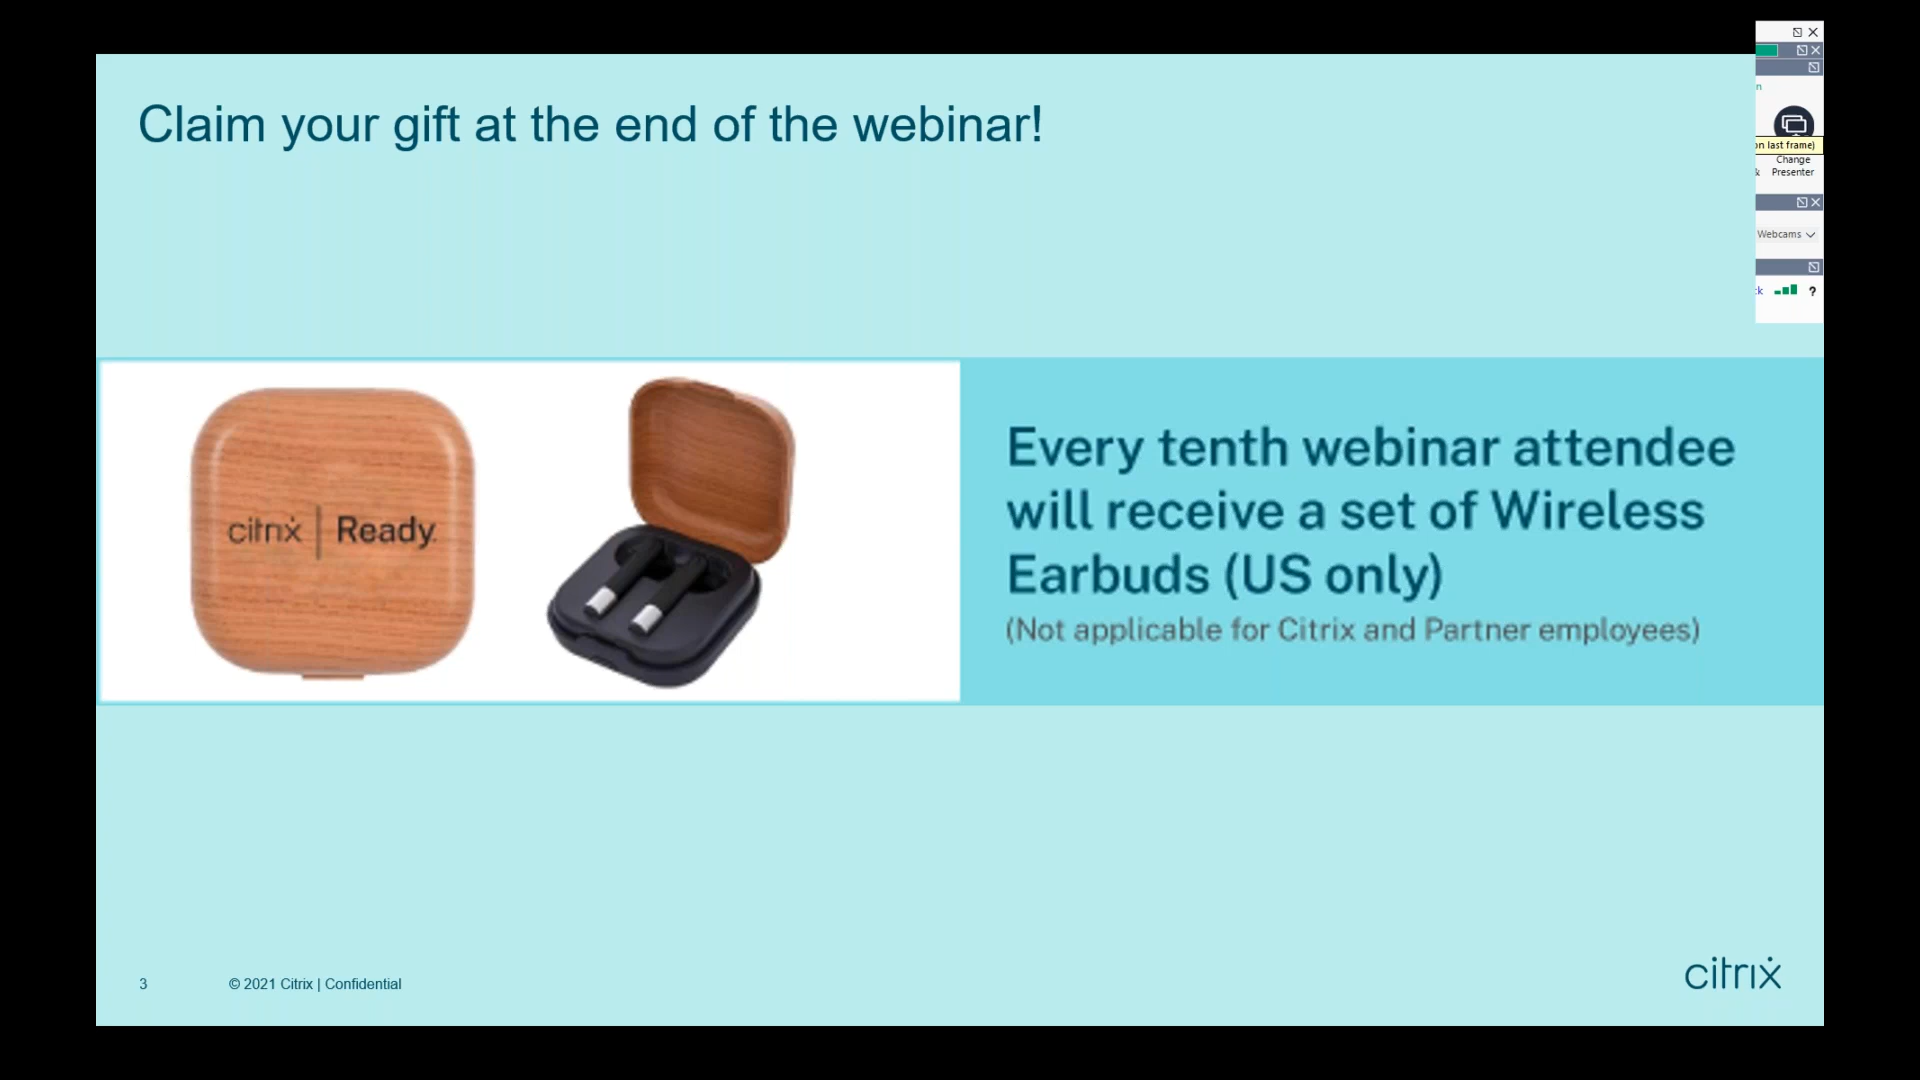 Claim your gift at the end of the webinar!
on last frame)
Change
Presenter
Webcams
?
citrix | Ready.
Every tenth webinar attendee
will receive a set of Wireless
Earbuds (US only)
(Not applicable for Citrix and Partner employees)
3
© 2021 Citrix | Confidential
citrix